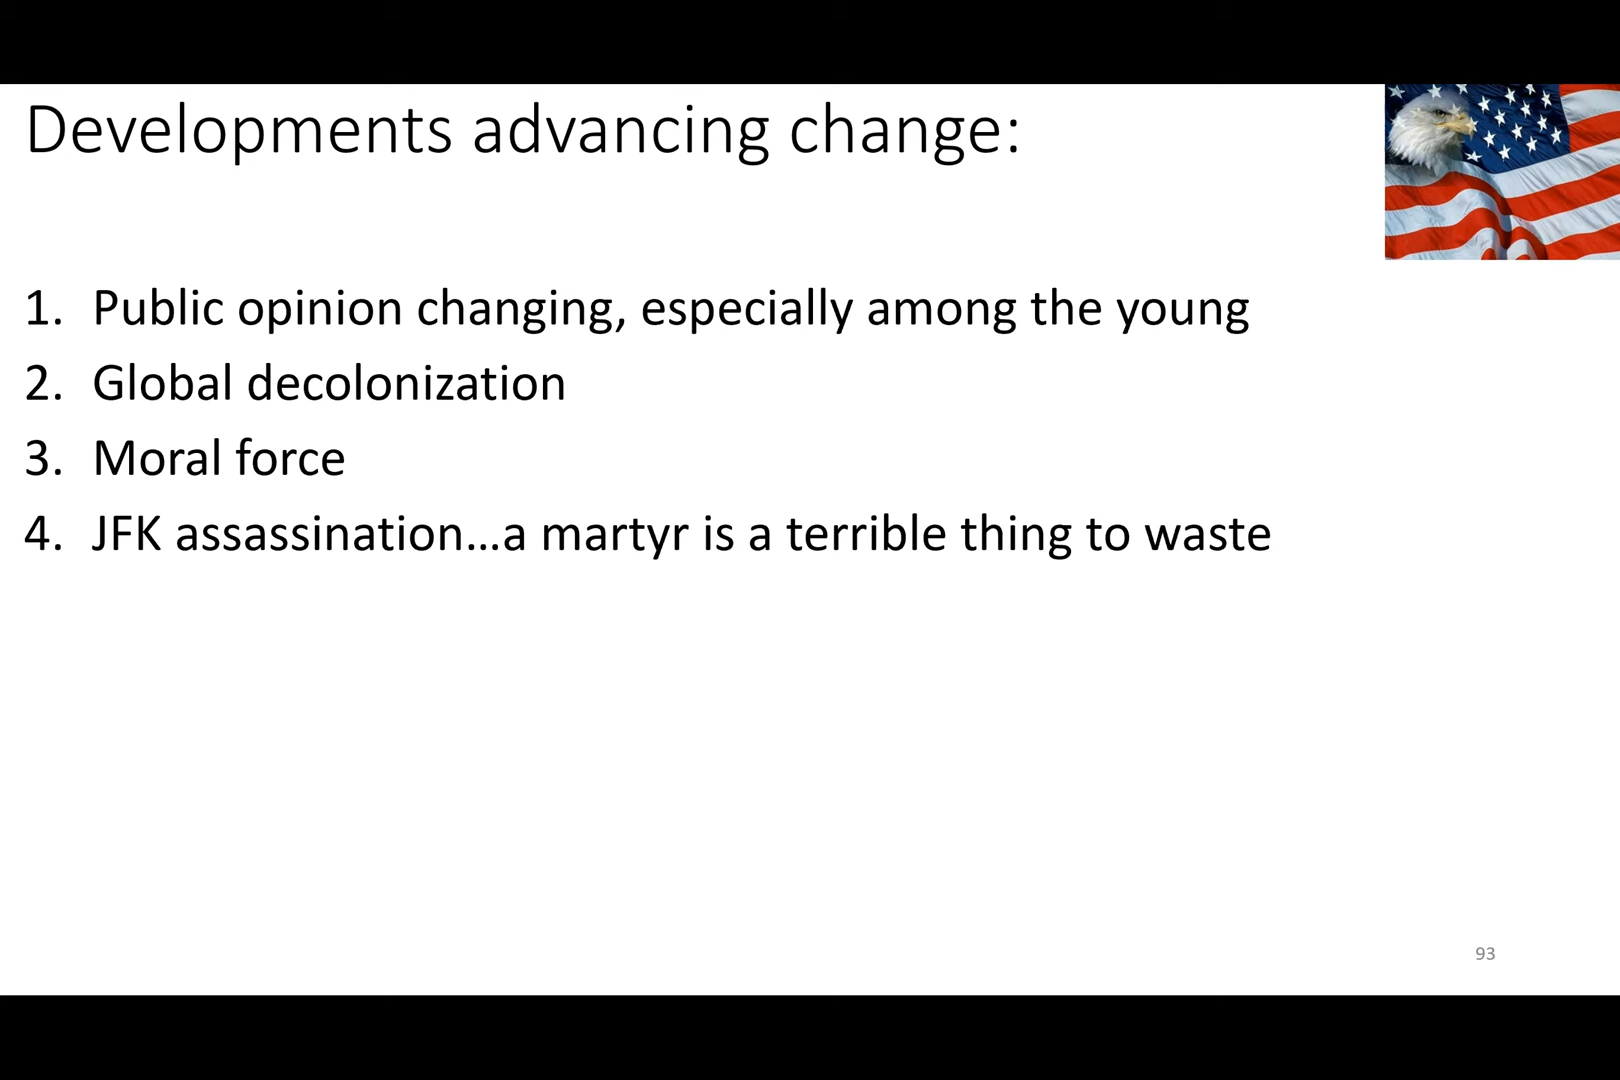 Developments advancing change:
1. Public opinion changing, especially among the young
2. Global decolonization
3. Moral force
4. JFK assassination...a martyr is a terrible thing to waste
93